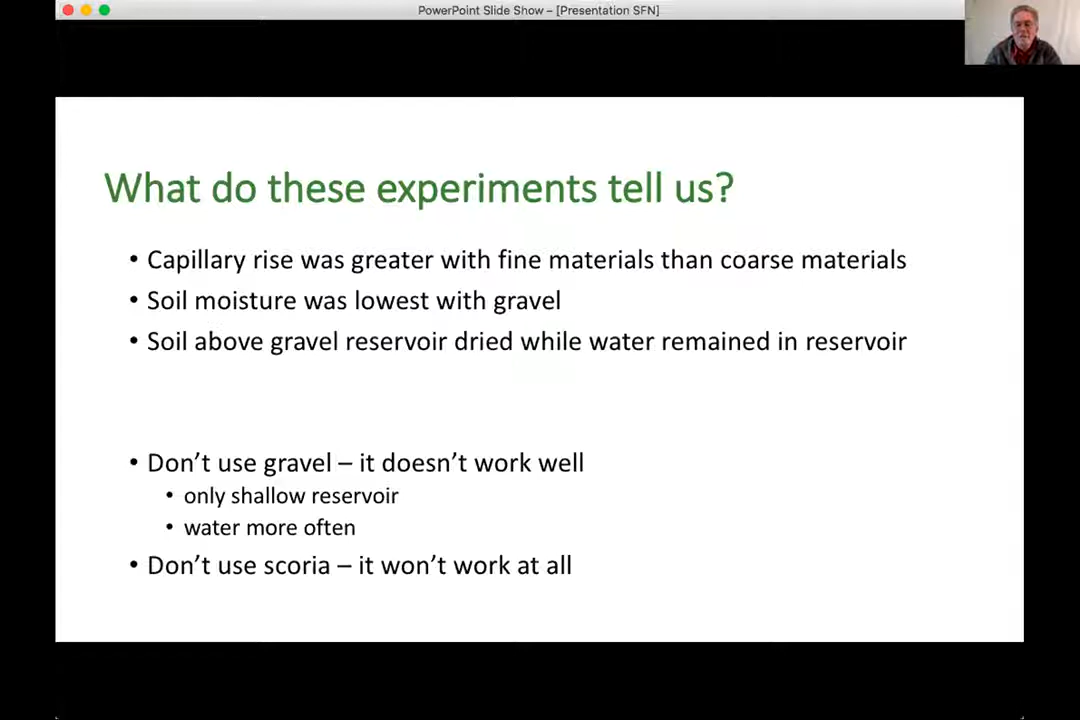 PowerPoint Slide Show – [Presentation SFN]
What do these experiments tell us?
• Capillary rise was greater with fine materials than coarse materials
• Soil moisture was lowest with gravel
• Soil above gravel reservoir dried while water remained in reservoir
• Don’t use gravel – it doesn’t work well
• only shallow reservoir
• water more often
• Don’t use scoria – it won’t work at all